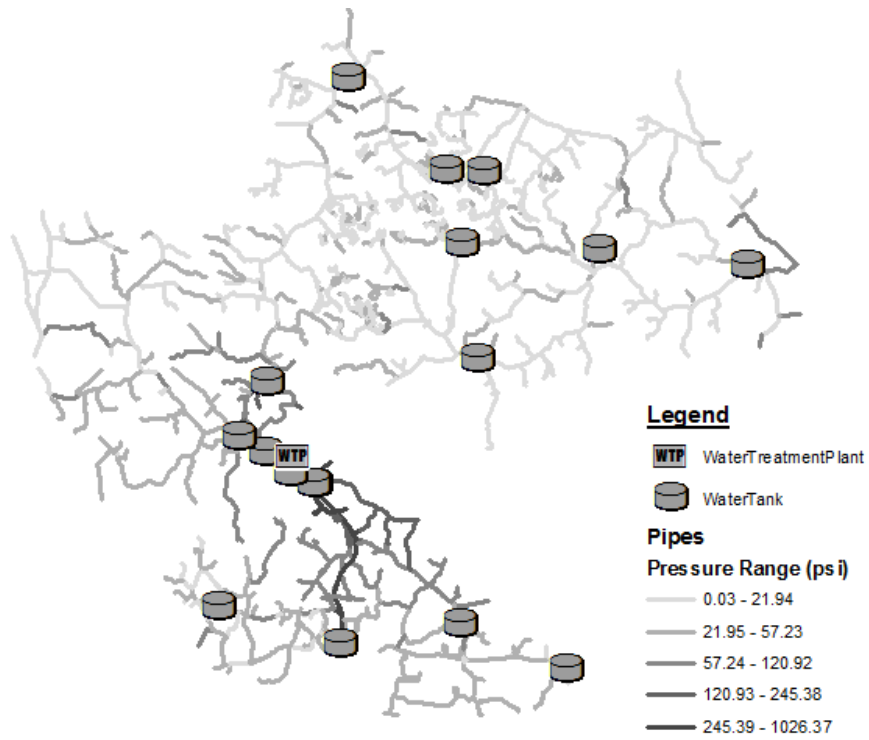 WTP
Legend
WTP WaterTreatmentPlant
WaterTank
Pipes
Pressure Range (psi)
0.03 - 21.94
21.95 - 57.23
57.24 - 120.92
120.93 - 245.38
245.39 - 1026.37